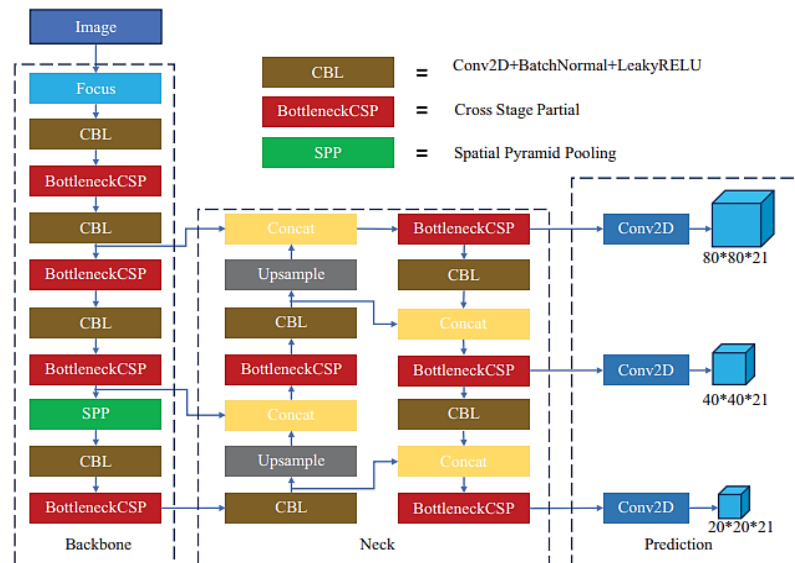 Image
Focus
CBL
BottleneckCSP
CBL
BottleneckCSP
CBL
BottleneckCSP
SPP
CBL
BottleneckCSP
Backbone
CBL = Conv2D+BatchNormal+LeakyRELU
BottleneckCSP = Cross Stage Partial
SPP = Spatial Pyramid Pooling
Concat
Upsample
CBL
BottleneckCSP
Concat
Upsample
CBL
BottleneckCSP
CBL
Concat
BottleneckCSP
CBL
Concat
BottleneckCSP
Neck
Conv2D
80*80*21
Conv2D
40*40*21
Conv2D
20*20*21
Prediction